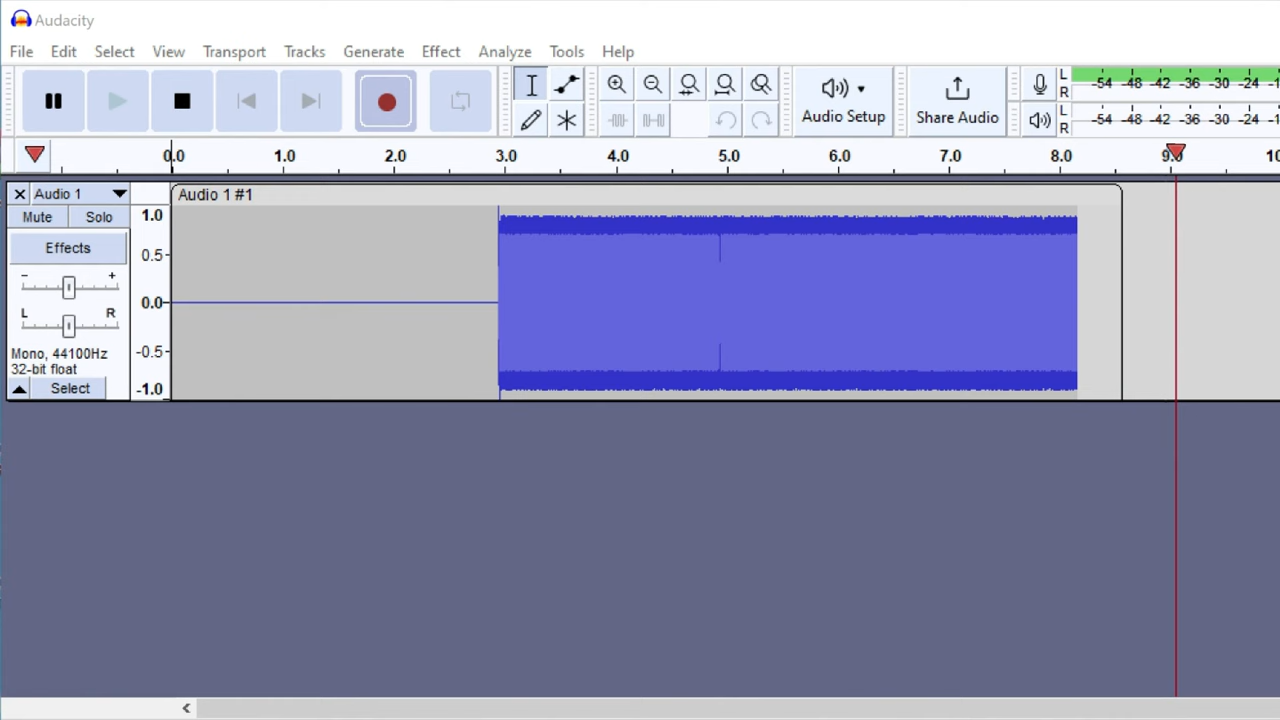 Audacity
File Edit Select View Transport Tracks Generate Effect Analyze Tools Help
Audio Setup
Share Audio
L
R
-54 -48 -42 -36 -30 -24
L
R
-54 -48 -42 -36 -30 -24
0.0 1.0 2.0 3.0 4.0 5.0 6.0 7.0 8.0
Audio 1
Audio 1 #1
Mute Solo
Effects
- +
L R
Mono, 44100Hz
32-bit float
Select
1.0
0.5
0.0
-0.5
-1.0